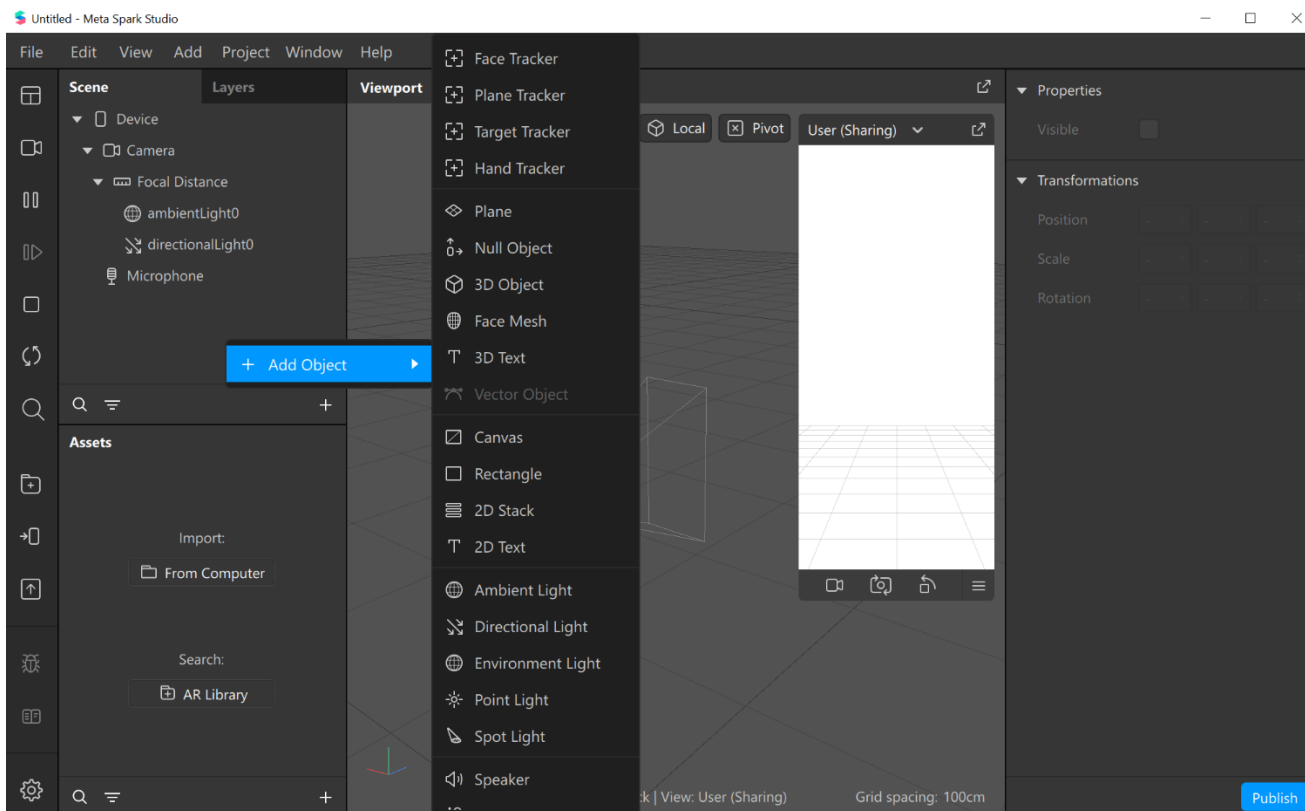 Untitled - Meta Spark Studio
File Edit View Add Project Window Help
Scene Layers
Device
Camera
Focal Distance
ambientLight0
directionalLight0
Microphone
+ Add Object
Assets
Import:
From Computer
Search:
AR Library
Viewport
Face Tracker
Plane Tracker
Target Tracker
Hand Tracker
Plane
Null Object
3D Object
Face Mesh
3D Text
Vector Object
Canvas
Rectangle
2D Stack
2D Text
Ambient Light
Directional Light
Environment Light
Point Light
Spot Light
Speaker
Local Pivot
User (Sharing)
k | View: User (Sharing) Grid spacing: 100cm
Properties
Visible
Transformations
Position - - -
Scale - - -
Rotation - - -
Publish